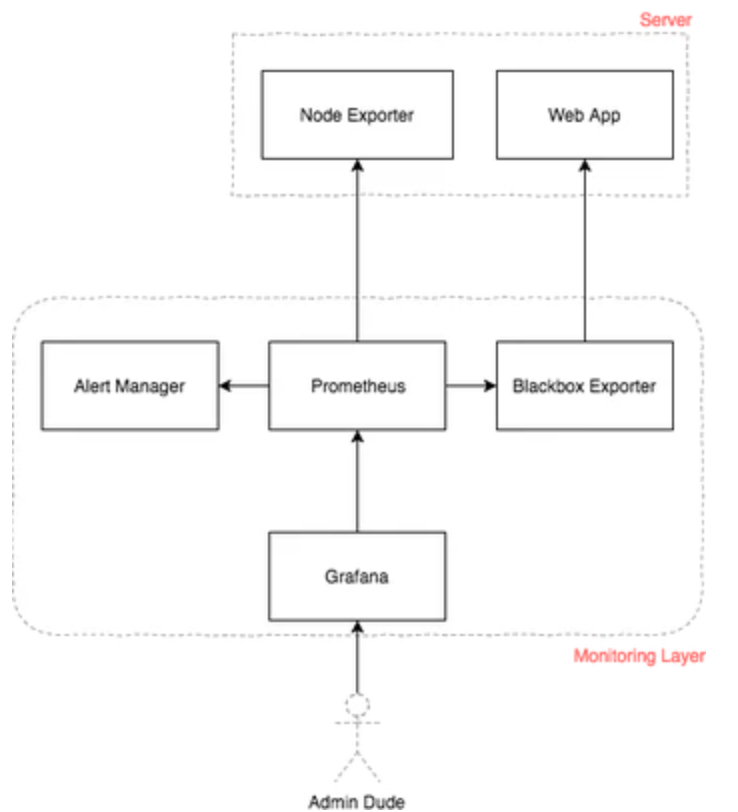 Server
Node Exporter
Web App
Alert Manager
Prometheus
Blackbox Exporter
Grafana
Monitoring Layer
Admin Dude